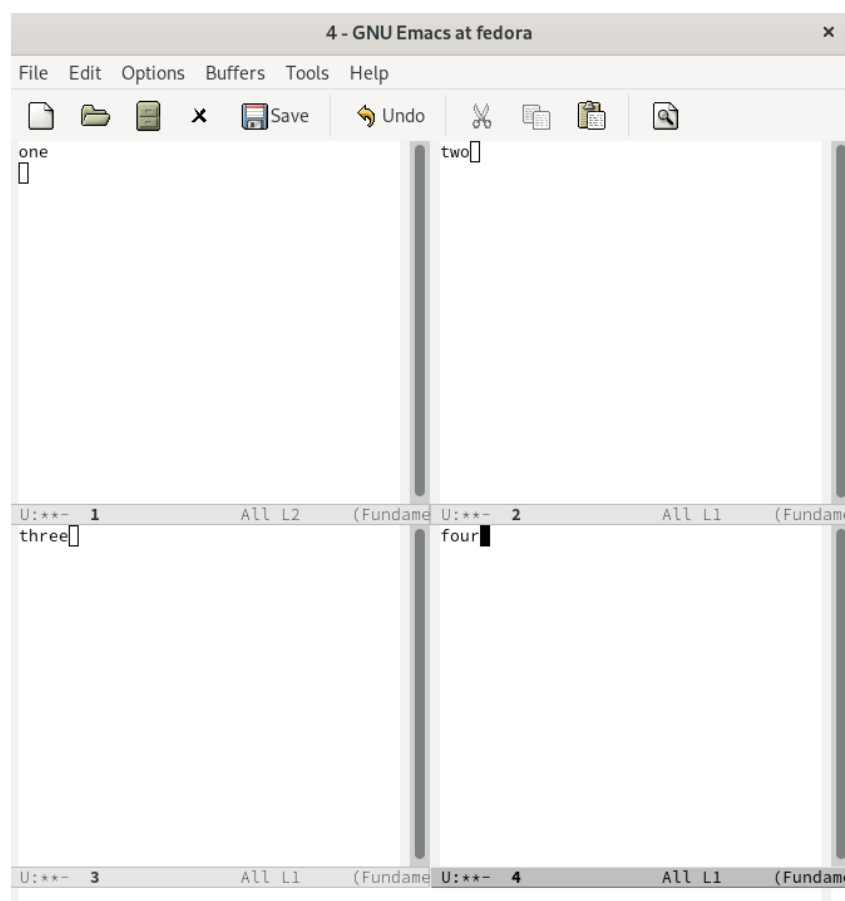 4 - GNU Emacs at fedora ×
File Edit Options Buffers Tools Help
Save Undo
one
two
U:**- 1 All L2 (Fundame
U:**- 2 All L1 (Fundam
three
four
U:**- 3 All L1 (Fundame
U:**- 4 All L1 (Fundam